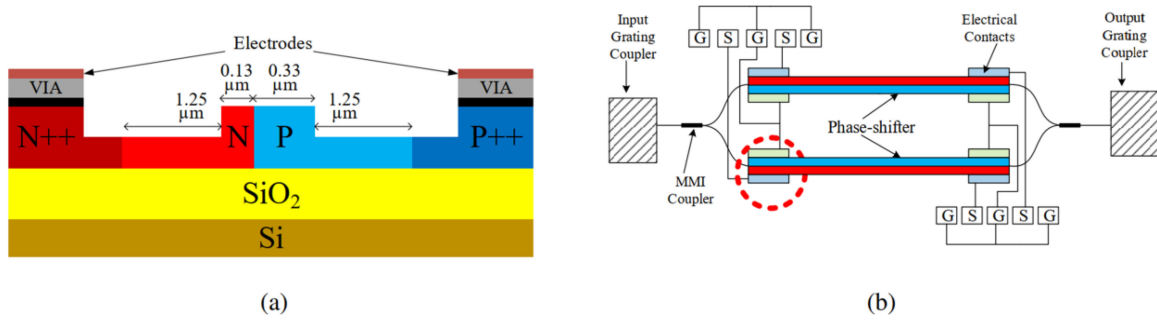 Electrodes
0.13
µm
0.33
µm
VIA
VIA
1.25
µm
1.25
µm
N++
N
P
P++
SiO2
Si
(a)
Input
Grating
Coupler
G
S
G
S
G
Electrical
Contacts
Output
Grating
Coupler
Phase-shifter
MMI
Coupler
G
S
G
S
G
(b)